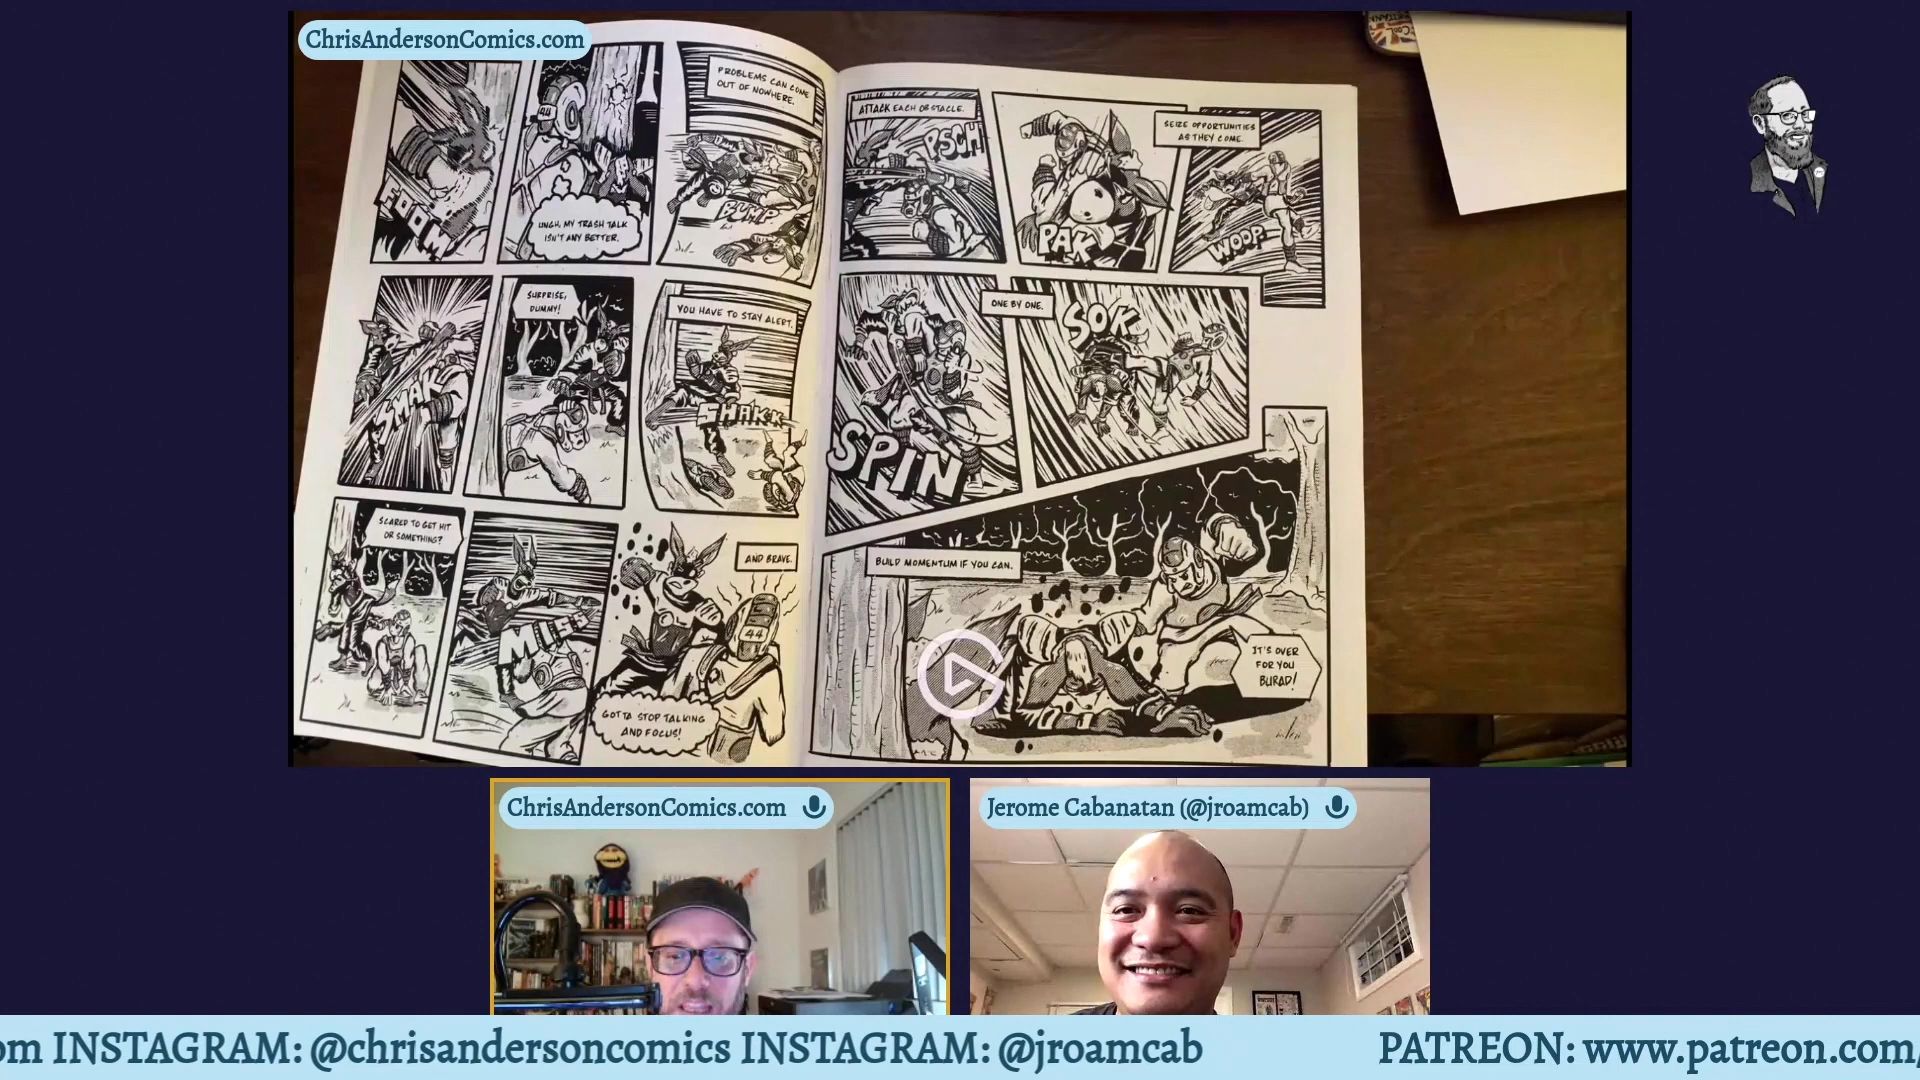 ChrisAndersonComics.com
FOOM
44
UNGH, MY TRASH TALK
ISN'T ANY BETTER.
PROBLEMS CAN COME
OUT OF NOWHERE.
BUMP
SMAK
SURPRISE,
DUMMY!
YOU HAVE TO STAY ALERT.
SHAKK
SCARED TO GET HIT
OR SOMETHING?
MISS
AND BRAVE.
44
GOTTA STOP TALKING
AND FOCUS!
ATTACK EACH OBSTACLE.
PSCH
PAK
SEIZE OPPORTUNITIES
AS THEY COME.
WOOP
SPIN
ONE BY ONE.
SOK
BUILD MOMENTUM IF YOU CAN.
IT'S OVER
FOR YOU
BURAD!
ChrisAndersonComics.com
Jerome Cabanatan (@jroamcab)
om INSTAGRAM: @chrisandersoncomics INSTAGRAM: @jroamcab PATREON: www.patreon.com/